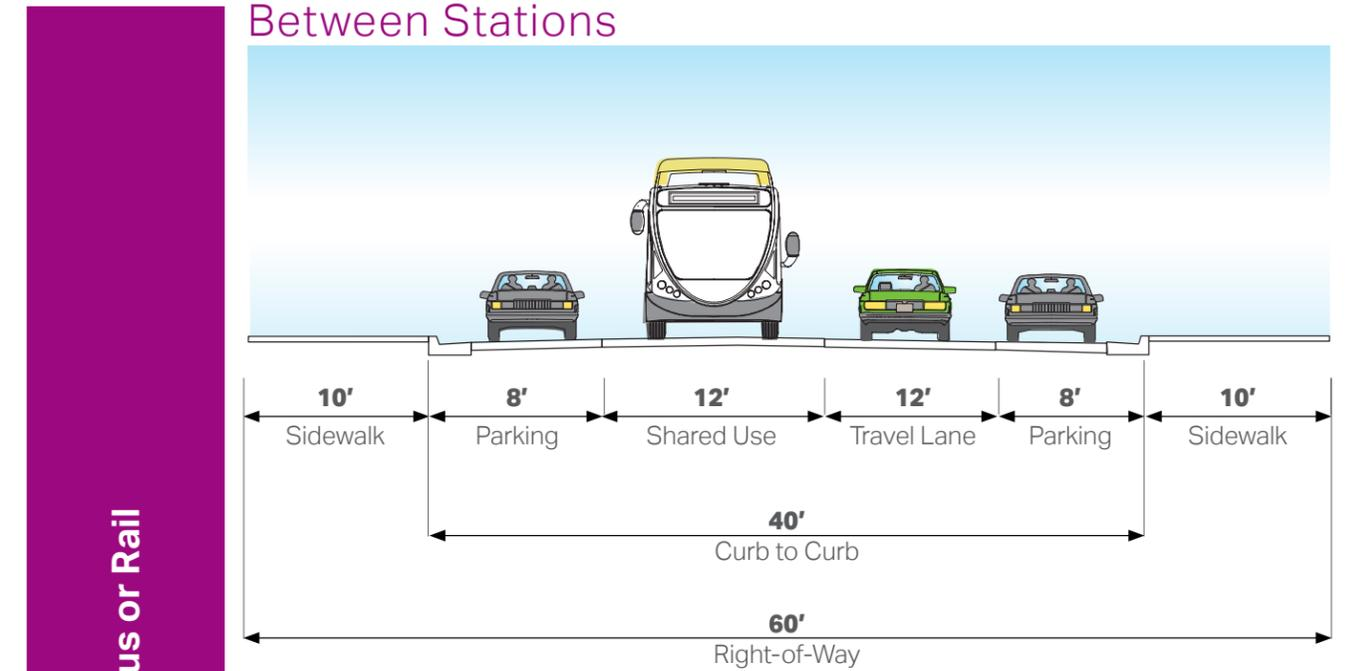 Between Stations
us or Rail
10′ 8′ 12′ 12′ 8′ 10′
Sidewalk Parking Shared Use Travel Lane Parking Sidewalk
40′
Curb to Curb
60′
Right-of-Way